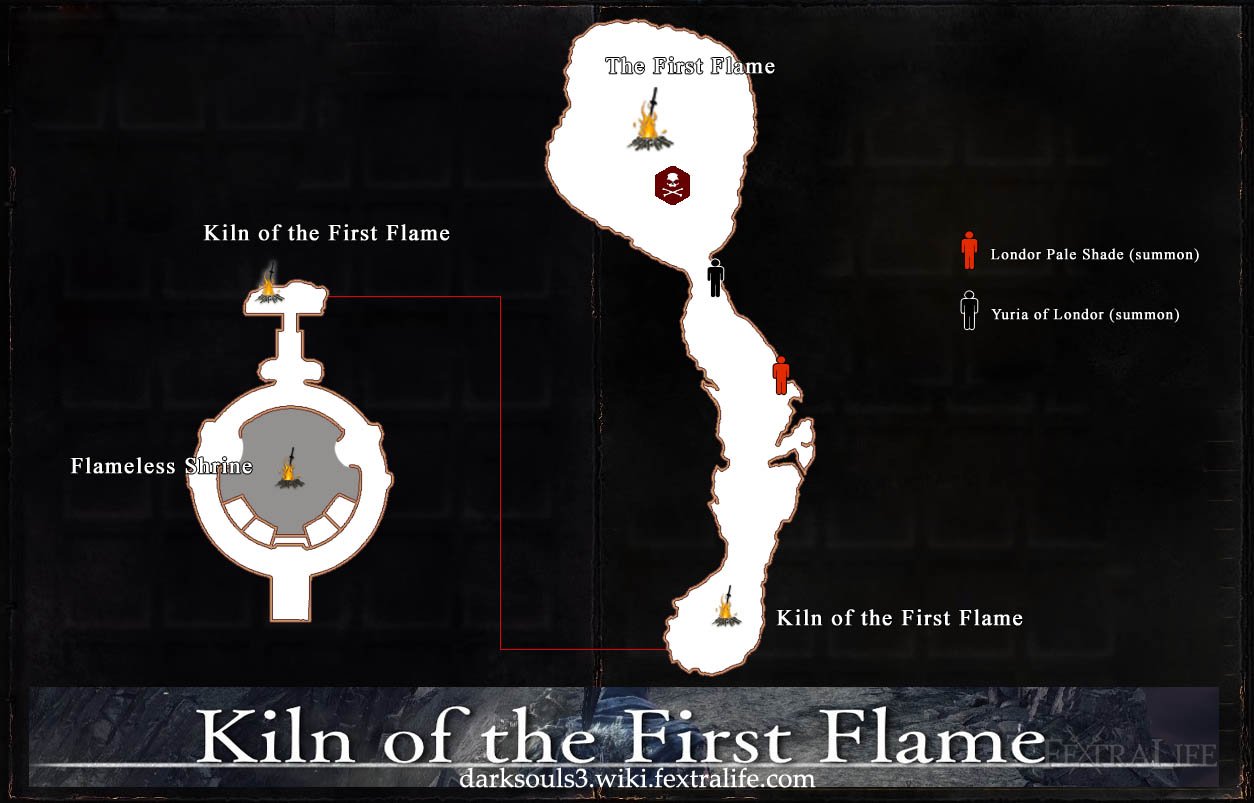 The First Flame
Kiln of the First Flame
Londor Pale Shade (summon)
Yuria of Londor (summon)
Flameless Shrine
Kiln of the First Flame
Kiln of the First Flame
FEXTRALIFE
darksouls3.wiki.fextralife.com